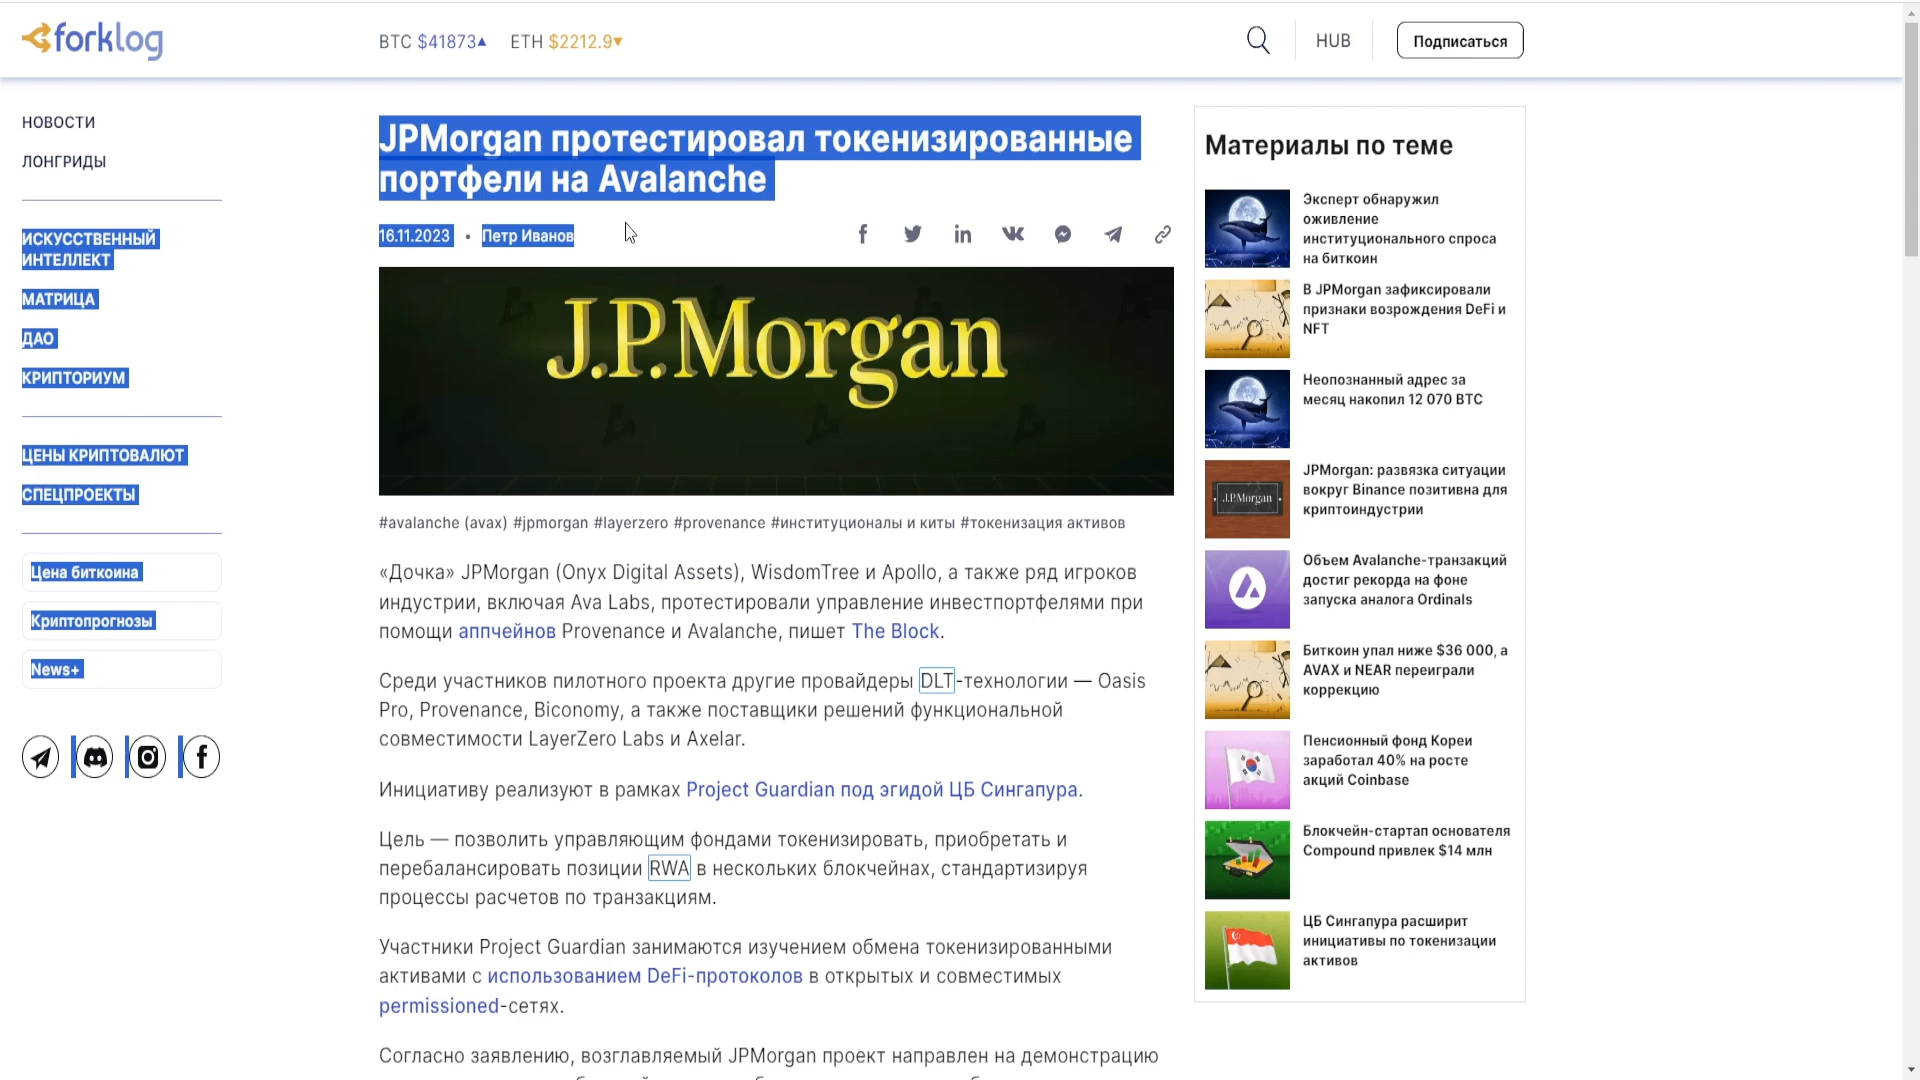 forklog
BTC $41873▲ ETH $2212.9▼
HUB
Подписаться
НОВОСТИ
ЛОНГРИДЫ
ИСКУССТВЕННЫЙ
ИНТЕЛЛЕКТ
МАТРИЦА
ДАО
КРИПТОРИУМ
ЦЕНЫ КРИПТОВАЛЮТ
СПЕЦПРОЕКТЫ
Цена биткоина
Криптопрогнозы
News+
JPMorgan протестировал токенизированные
портфели на Avalanche
16.11.2023 • Петр Иванов
J.P.Morgan
#avalanche (avax) #jpmorgan #layerzero #provenance #институционалы и киты #токенизация активов
«Дочка» JPMorgan (Onyx Digital Assets), WisdomTree и Apollo, а также ряд игроков
индустрии, включая Ava Labs, протестировали управление инвестпортфелями при
помощи аппчейнов Provenance и Avalanche, пишет The Block.
Среди участников пилотного проекта другие провайдеры DLT-технологии — Oasis
Pro, Provenance, Biconomy, а также поставщики решений функциональной
совместимости LayerZero Labs и Axelar.
Инициативу реализуют в рамках Project Guardian под эгидой ЦБ Сингапура.
Цель — позволить управляющим фондами токенизировать, приобретать и
перебалансировать позиции RWA в нескольких блокчейнах, стандартизируя
процессы расчетов по транзакциям.
Участники Project Guardian занимаются изучением обмена токенизированными
активами с использованием DeFi-протоколов в открытых и совместимых
permissioned-сетях.
Согласно заявлению, возглавляемый JPMorgan проект направлен на демонстрацию
Материалы по теме
Эксперт обнаружил
оживление
институционального спроса
на биткоин
В JPMorgan зафиксировали
признаки возрождения DeFi и
NFT
Неопознанный адрес за
месяц накопил 12 070 BTC
J.P.Morgan
JPMorgan: развязка ситуации
вокруг Binance позитивна для
криптоиндустрии
Объем Avalanche-транзакций
достиг рекорда на фоне
запуска аналога Ordinals
Биткоин упал ниже $36 000, а
AVAX и NEAR переиграли
коррекцию
Пенсионный фонд Кореи
заработал 40% на росте
акций Coinbase
Блокчейн-стартап основателя
Compound привлек $14 млн
ЦБ Сингапура расширит
инициативы по токенизации
активов